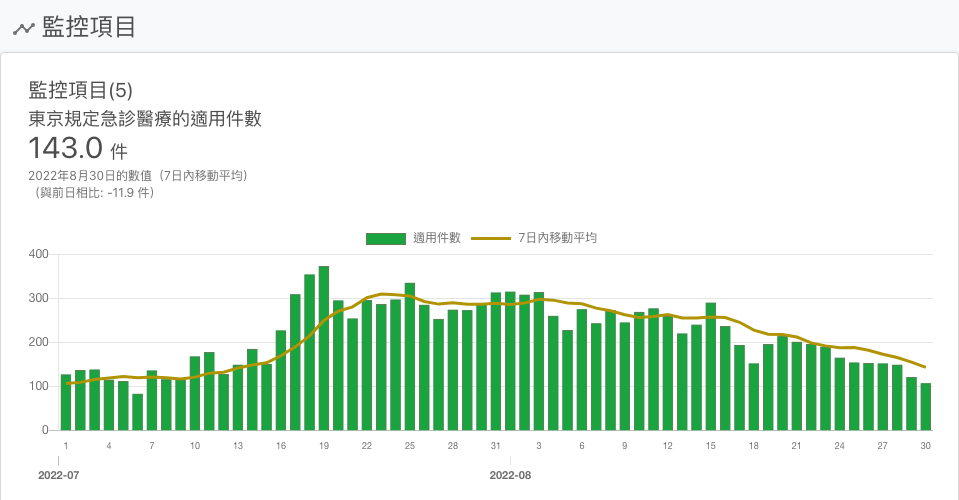 監控項目
監控項目(5)
東京規定急診醫療的適用件數
143.0 件
2022年8月30日的數值（7日內移動平均）
（與前日相比: -11.9 件）
適用件數 7日內移動平均
400
300
200
100
0
1 4 7 10 13 16 19 22 25 28 31 3 6 9 12 15 18 21 24 27 30
2022-07 2022-08